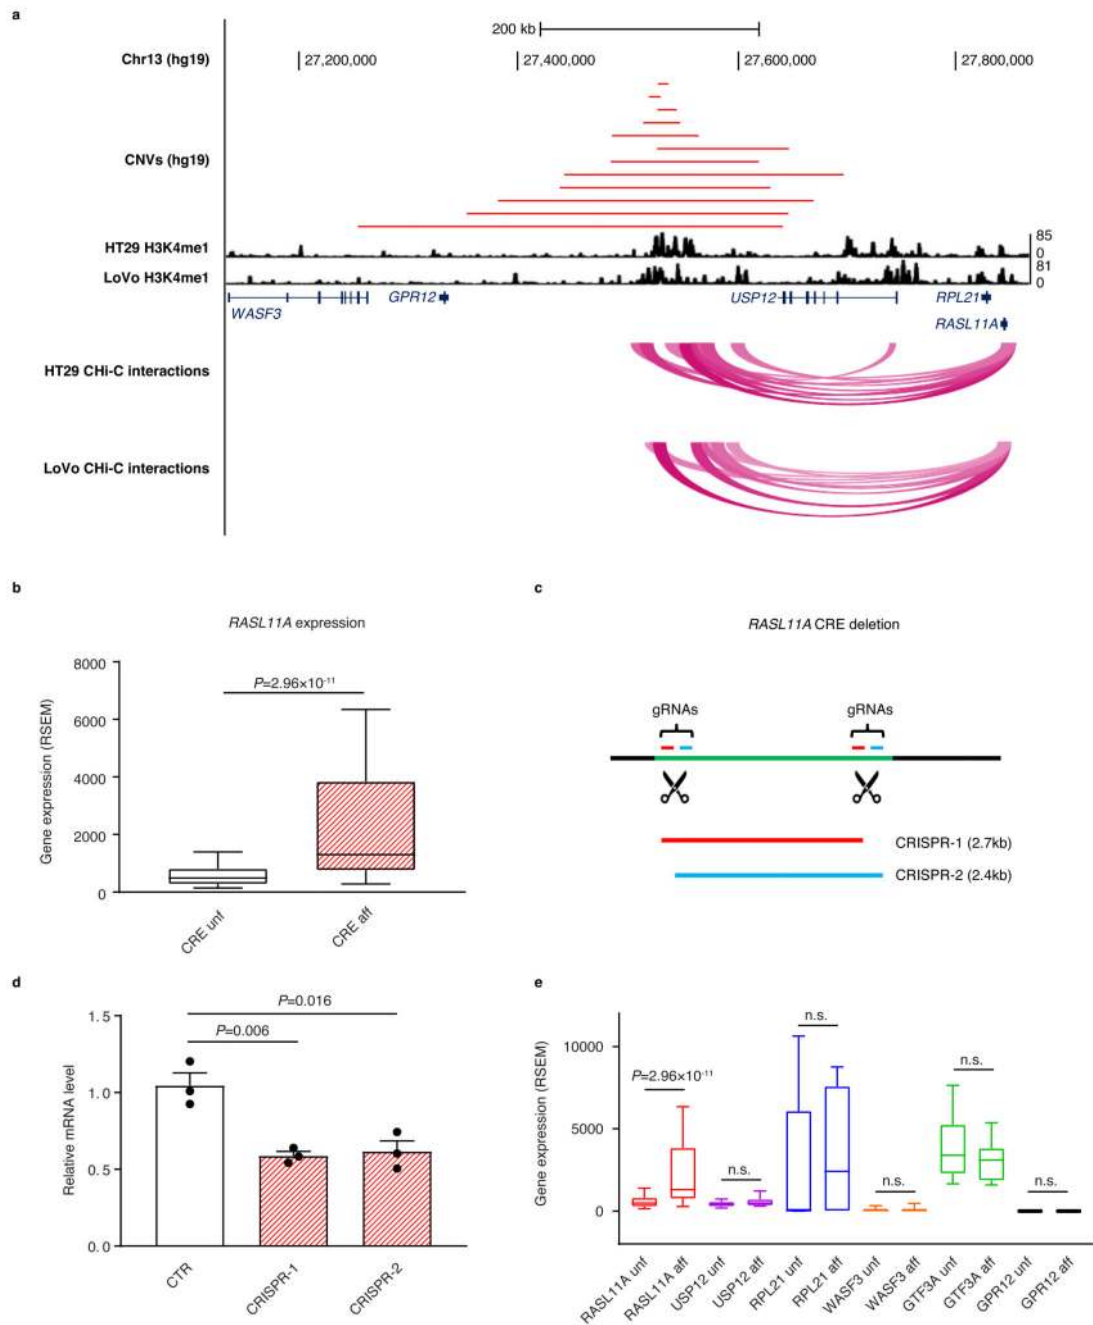 a
200 kb
Chr13 (hg19)
27,200,000
27,400,000
27,600,000
27,800,000
CNVs (hg19)
HT29 H3K4me1
85
0
LoVo H3K4me1
81
0
WASF3
GPR12
USP12
RPL21
RASL11A
HT29 CHi-C interactions
LoVo CHi-C interactions
b
RASL11A expression
Gene expression (RSEM)
8000
6000
4000
2000
0
P=2.96×10⁻¹¹
CRE unf
CRE aff
c
RASL11A CRE deletion
gRNAs
gRNAs
CRISPR-1 (2.7kb)
CRISPR-2 (2.4kb)
d
Relative mRNA level
1.5
1.0
0.5
0.0
P=0.016
P=0.006
CTR
CRISPR-1
CRISPR-2
e
Gene expression (RSEM)
10000
5000
0
P=2.96×10⁻¹¹
n.s.
n.s.
n.s.
n.s.
n.s.
RASL11A unf
RASL11A aff
USP12 unf
USP12 aff
RPL21 unf
RPL21 aff
WASF3 unf
WASF3 aff
GTF3A unf
GTF3A aff
GPR12 unf
GPR12 aff